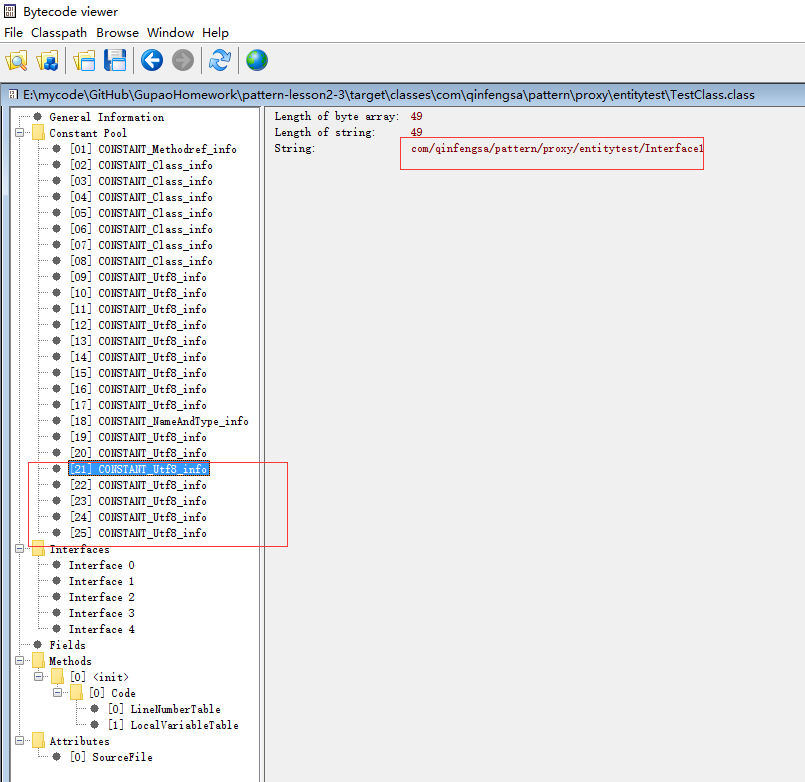 Bytecode viewer
File Classpath Browse Window Help
E:\mycode\GitHub\GupaoHomework\pattern-lesson2-3\target\classes\com\qinfengsa\pattern\proxy\entitytest\TestClass.class
General Information
Constant Pool
[01] CONSTANT_Methodref_info
[02] CONSTANT_Class_info
[03] CONSTANT_Class_info
[04] CONSTANT_Class_info
[05] CONSTANT_Class_info
[06] CONSTANT_Class_info
[07] CONSTANT_Class_info
[08] CONSTANT_Class_info
[09] CONSTANT_Utf8_info
[10] CONSTANT_Utf8_info
[11] CONSTANT_Utf8_info
[12] CONSTANT_Utf8_info
[13] CONSTANT_Utf8_info
[14] CONSTANT_Utf8_info
[15] CONSTANT_Utf8_info
[16] CONSTANT_Utf8_info
[17] CONSTANT_Utf8_info
[18] CONSTANT_NameAndType_info
[19] CONSTANT_Utf8_info
[20] CONSTANT_Utf8_info
[21] CONSTANT_Utf8_info
[22] CONSTANT_Utf8_info
[23] CONSTANT_Utf8_info
[24] CONSTANT_Utf8_info
[25] CONSTANT_Utf8_info
Interfaces
Interface 0
Interface 1
Interface 2
Interface 3
Interface 4
Fields
Methods
[0] <init>
[0] Code
[0] LineNumberTable
[1] LocalVariableTable
Attributes
[0] SourceFile
Length of byte array: 49
Length of string: 49
String: com/qinfengsa/pattern/proxy/entitytest/Interface1